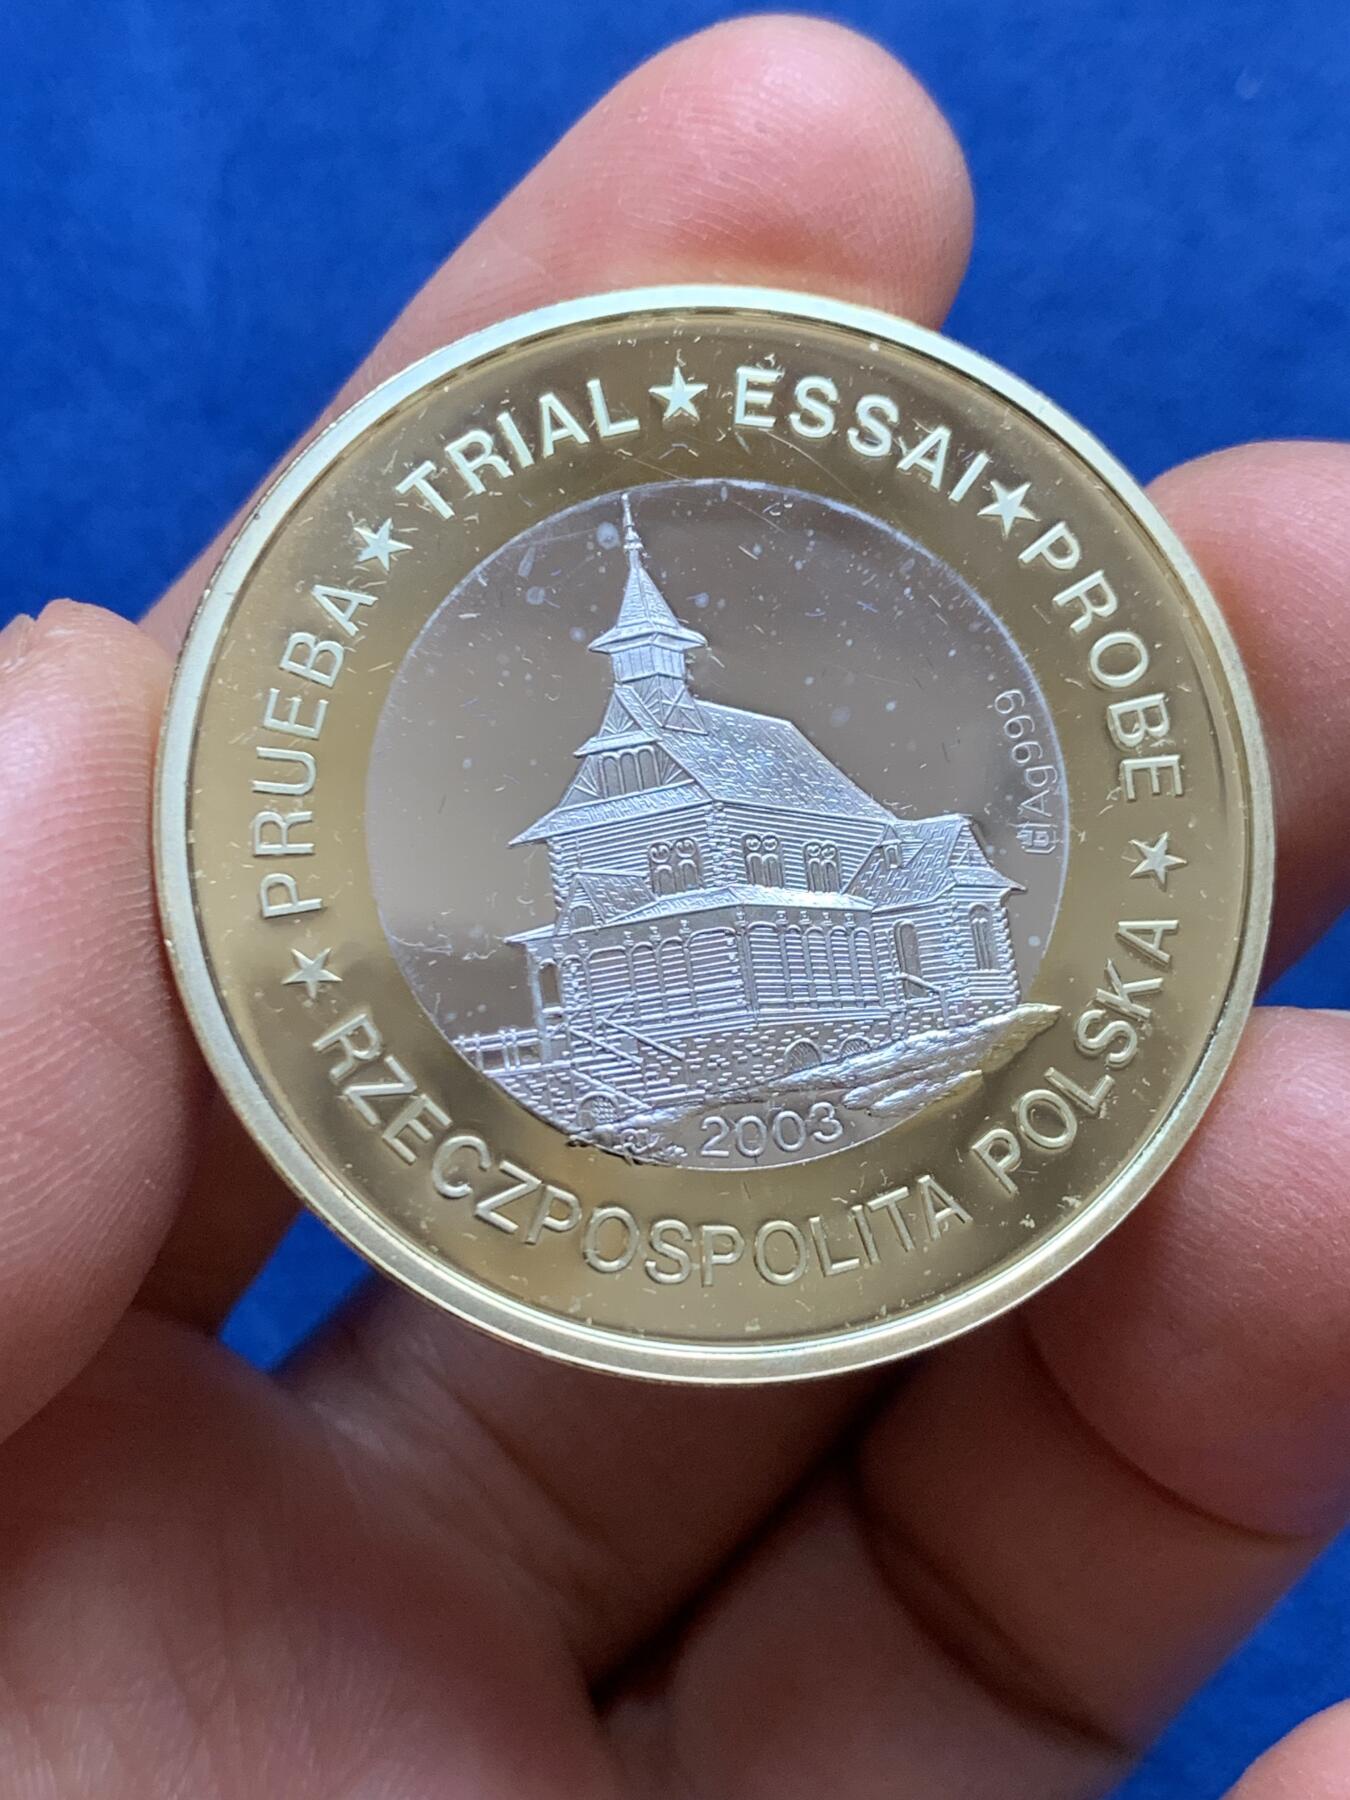 ★ PRUEBA ★ TRIAL ★ ESSAI ★ PROBE ★
RZECZPOSPOLITA POLSKA
Ag999
2003